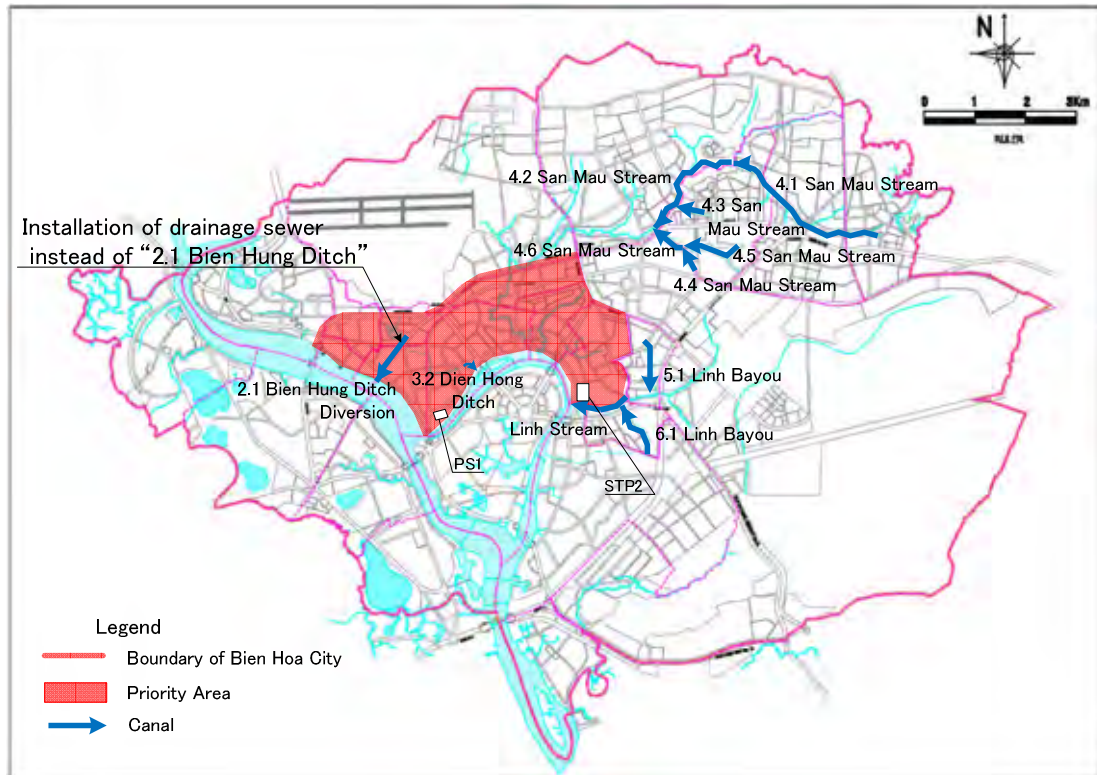 N
0 1 2 3Km
RULER
4.2 San Mau Stream
4.1 San Mau Stream
4.3 San
Mau Stream
Installation of drainage sewer
instead of “2.1 Bien Hung Ditch”
4.6 San Mau Stream
4.5 San Mau Stream
4.4 San Mau Stream
2.1 Bien Hung Ditch
Diversion
3.2 Dien Hong
Ditch
5.1 Linh Bayou
Linh Stream
6.1 Linh Bayou
PS1
STP2
Legend
Boundary of Bien Hoa City
Priority Area
Canal